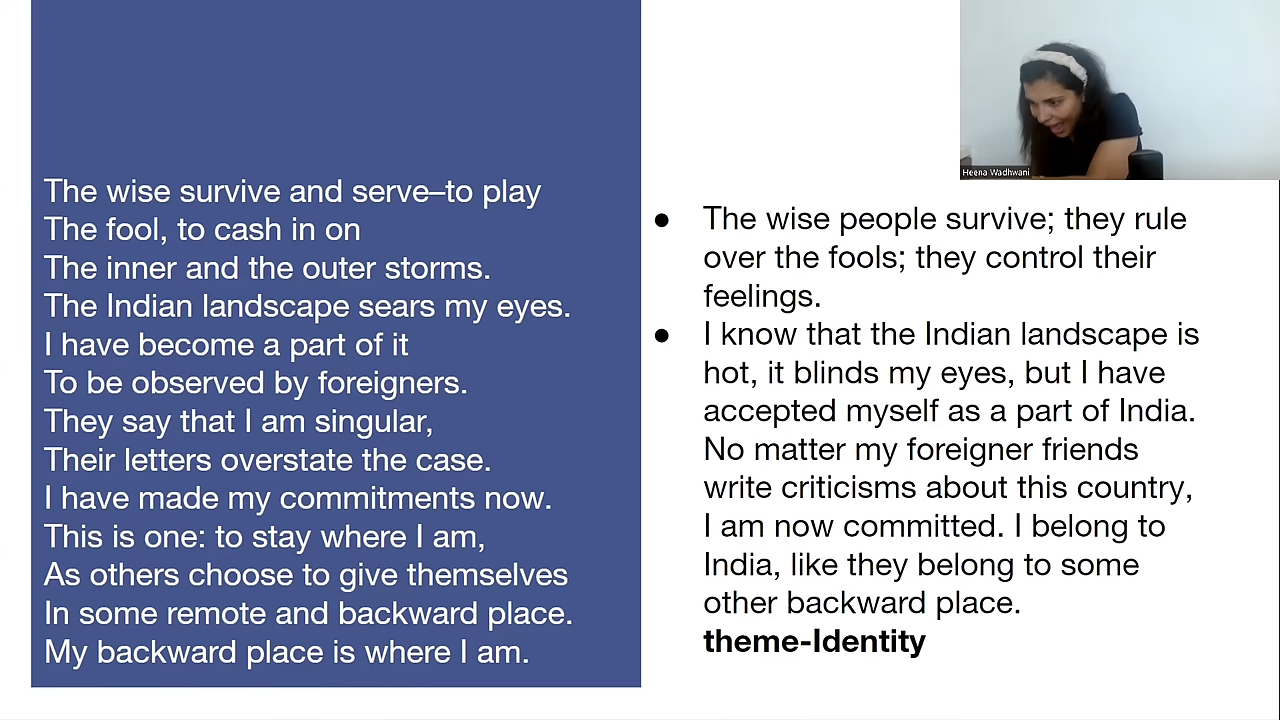 The wise survive and serve–to play
The fool, to cash in on
The inner and the outer storms.
The Indian landscape sears my eyes.
I have become a part of it
To be observed by foreigners.
They say that I am singular,
Their letters overstate the case.
I have made my commitments now.
This is one: to stay where I am,
As others choose to give themselves
In some remote and backward place.
My backward place is where I am.
Heena Wadhwani
● The wise people survive; they rule
over the fools; they control their
feelings.
● I know that the Indian landscape is
hot, it blinds my eyes, but I have
accepted myself as a part of India.
No matter my foreigner friends
write criticisms about this country,
I am now committed. I belong to
India, like they belong to some
other backward place.
theme-Identity